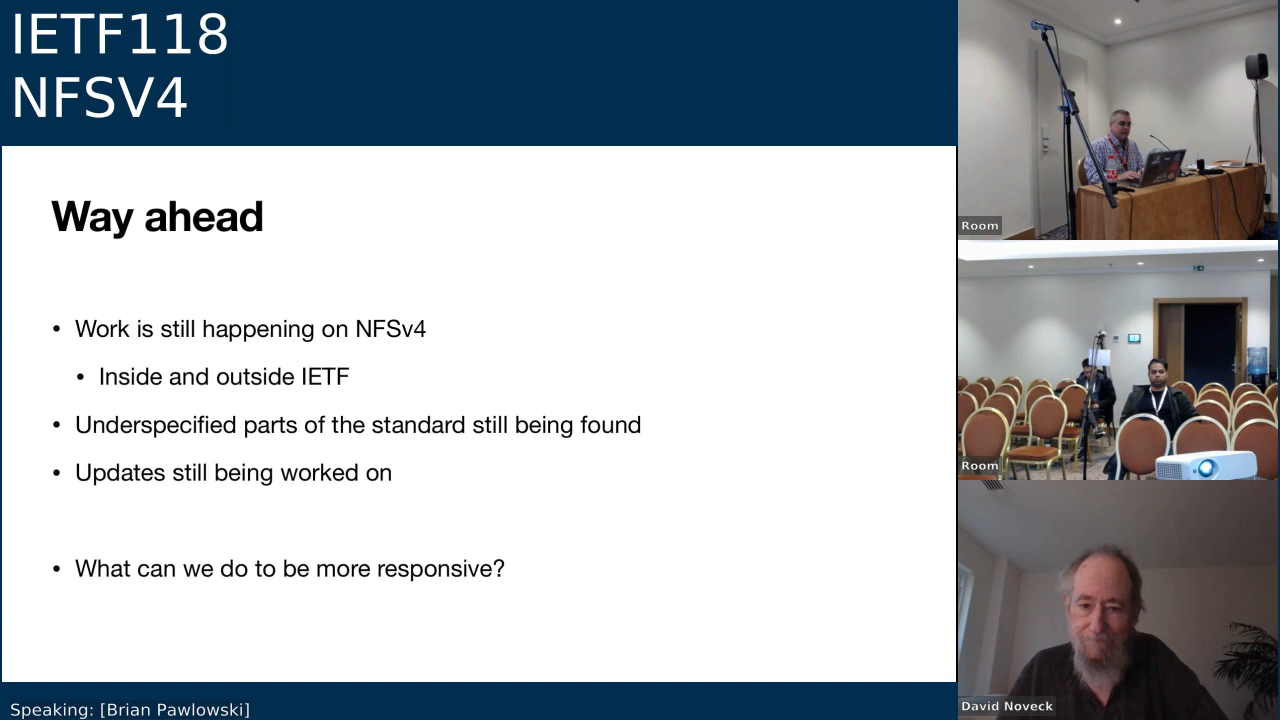 IETF118
NFSV4
Way ahead
• Work is still happening on NFSv4
• Inside and outside IETF
• Underspecified parts of the standard still being found
• Updates still being worked on
• What can we do to be more responsive?
Speaking: [Brian Pawlowski]
Room
Room
David Noveck